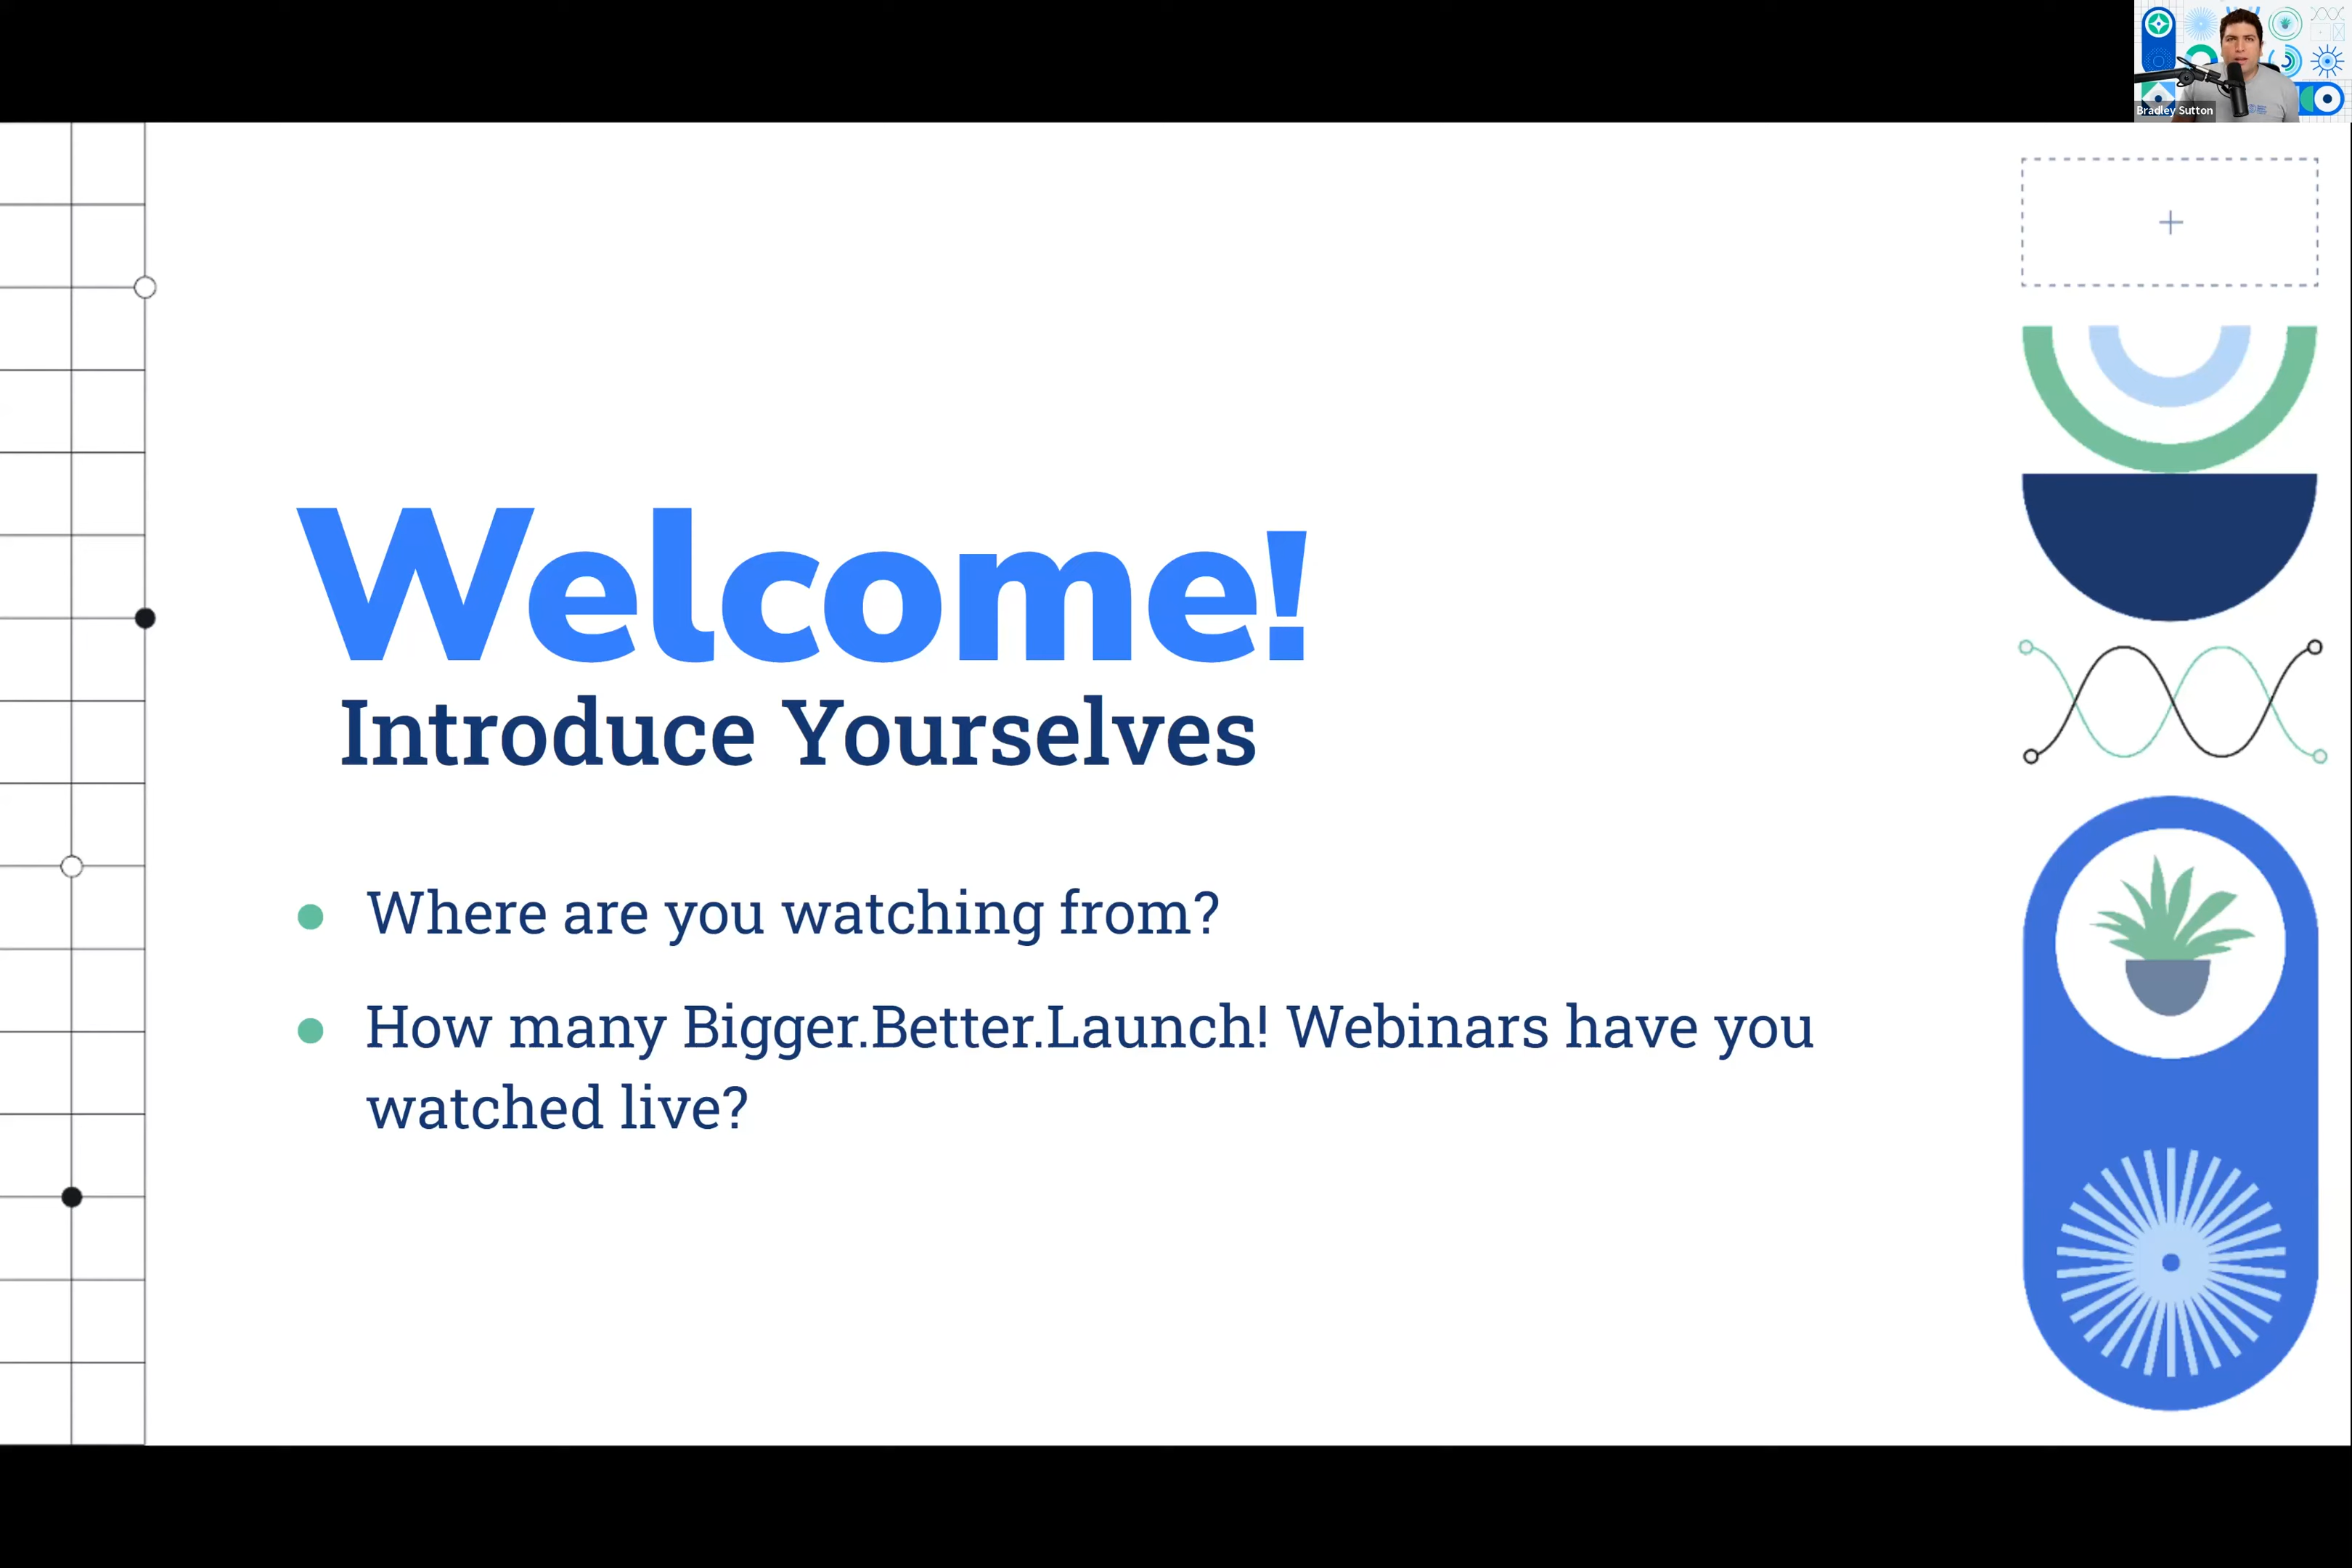 Bradley Sutton
Welcome!
Introduce Yourselves
Where are you watching from?
How many Bigger.Better.Launch! Webinars have you
watched live?